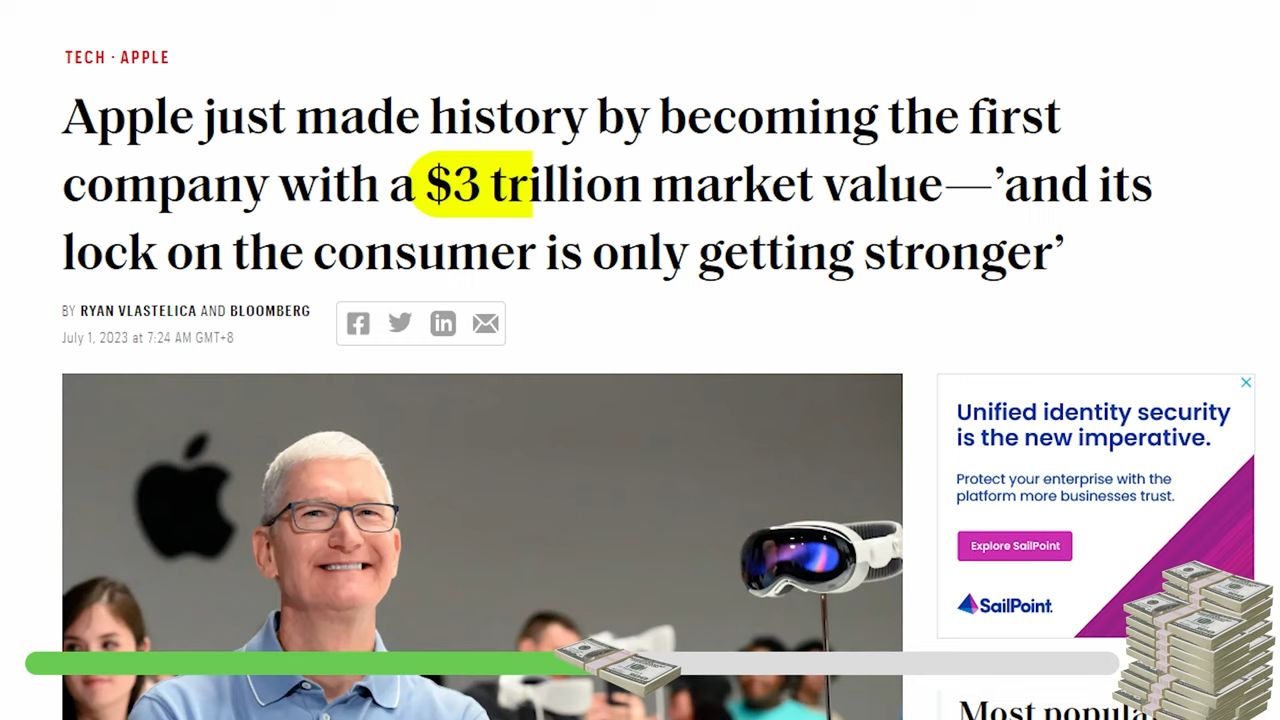 TECH · APPLE
Apple just made history by becoming the first
company with a $3 trillion market value—’and its
lock on the consumer is only getting stronger’
BY RYAN VLASTELICA AND BLOOMBERG
July 1, 2023 at 7:24 AM GMT+8
Unified identity security
is the new imperative.
Protect your enterprise with the
platform more businesses trust.
Explore SailPoint
SailPoint.
Most